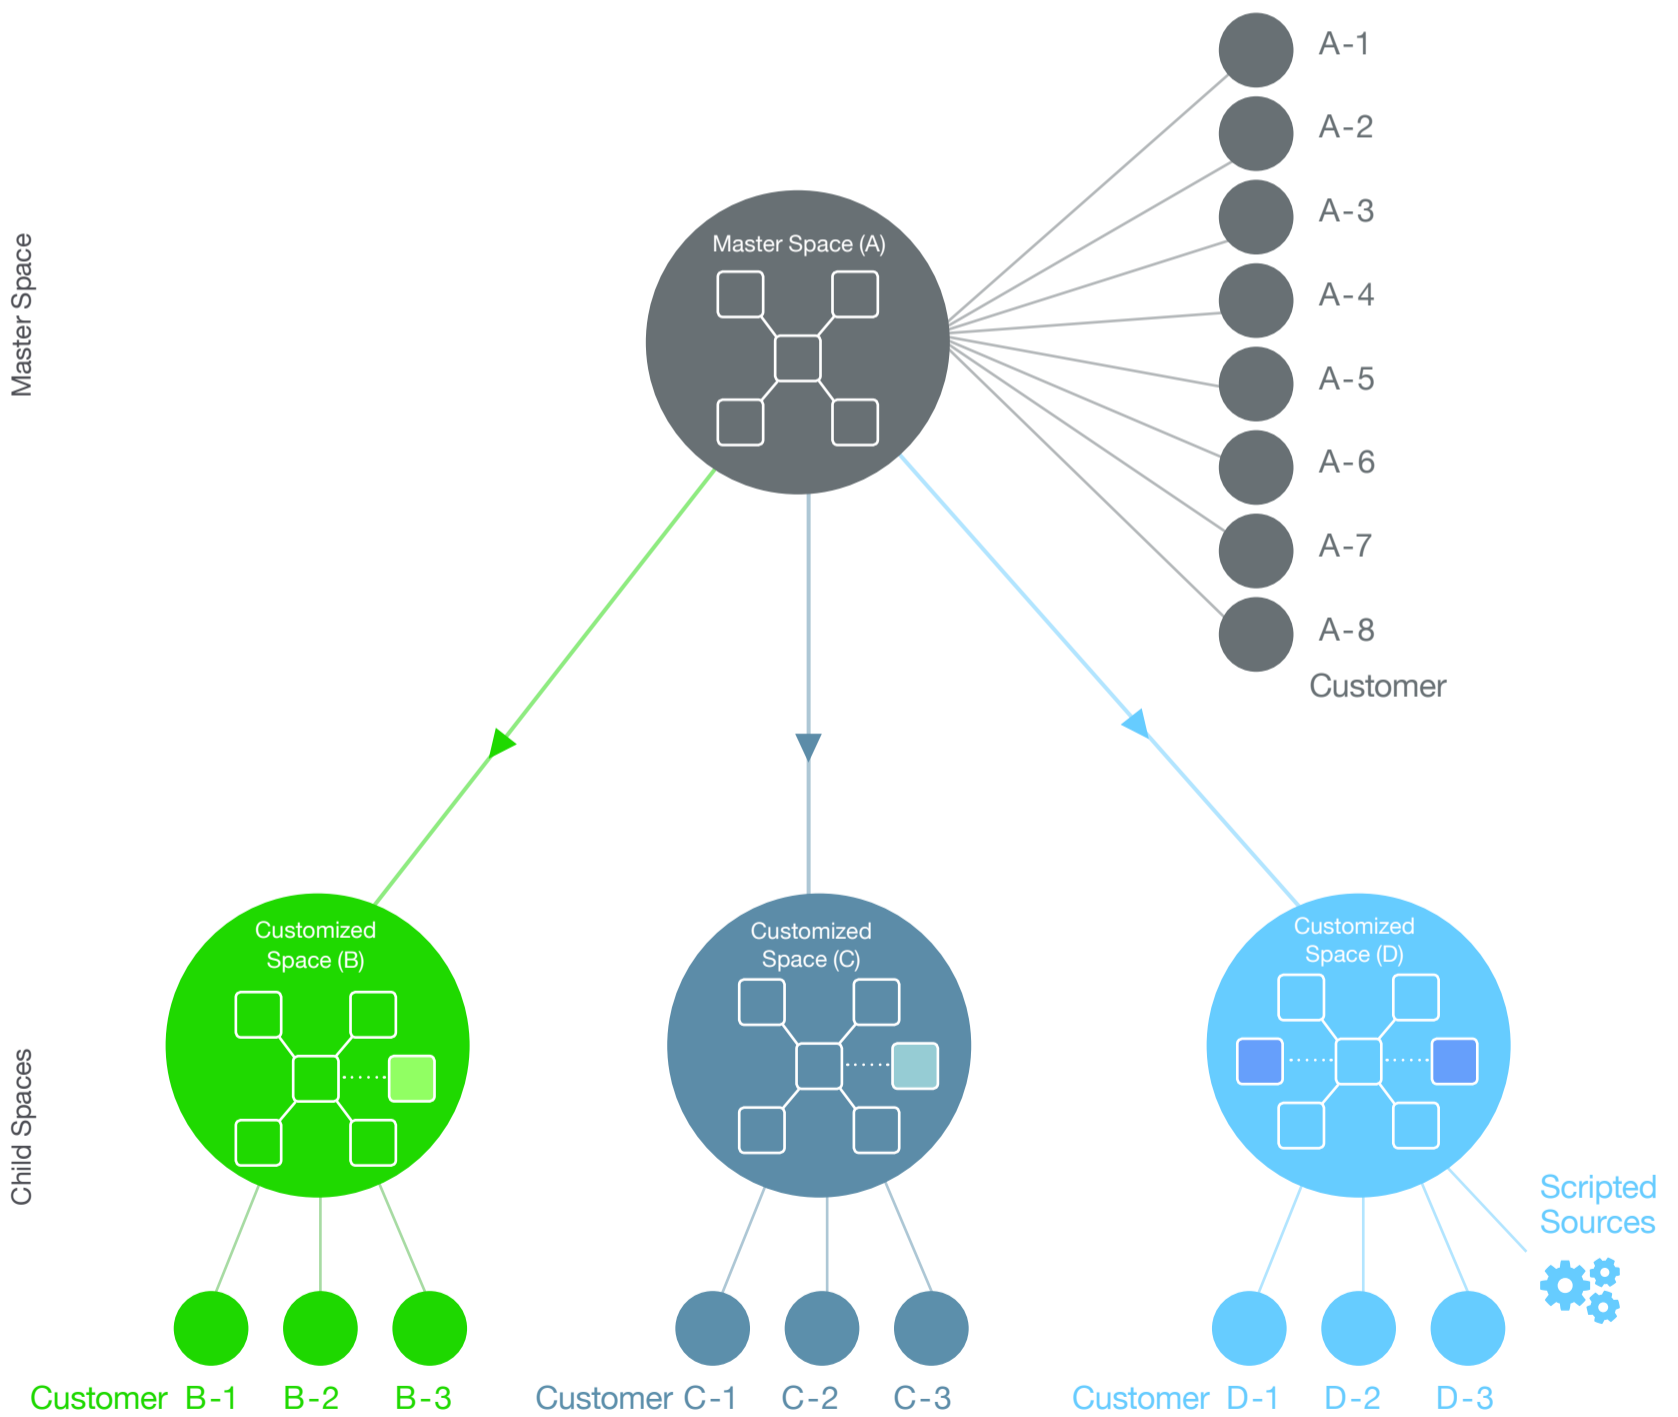 A-1
A-2
A-3
A-4
A-5
A-6
A-7
A-8
Customer
Master Space
Master Space (A)
Child Spaces
Customized
Space (B)
Customized
Space (C)
Customized
Space (D)
Scripted
Sources
Customer B-1 B-2 B-3
Customer C-1 C-2 C-3
Customer D-1 D-2 D-3